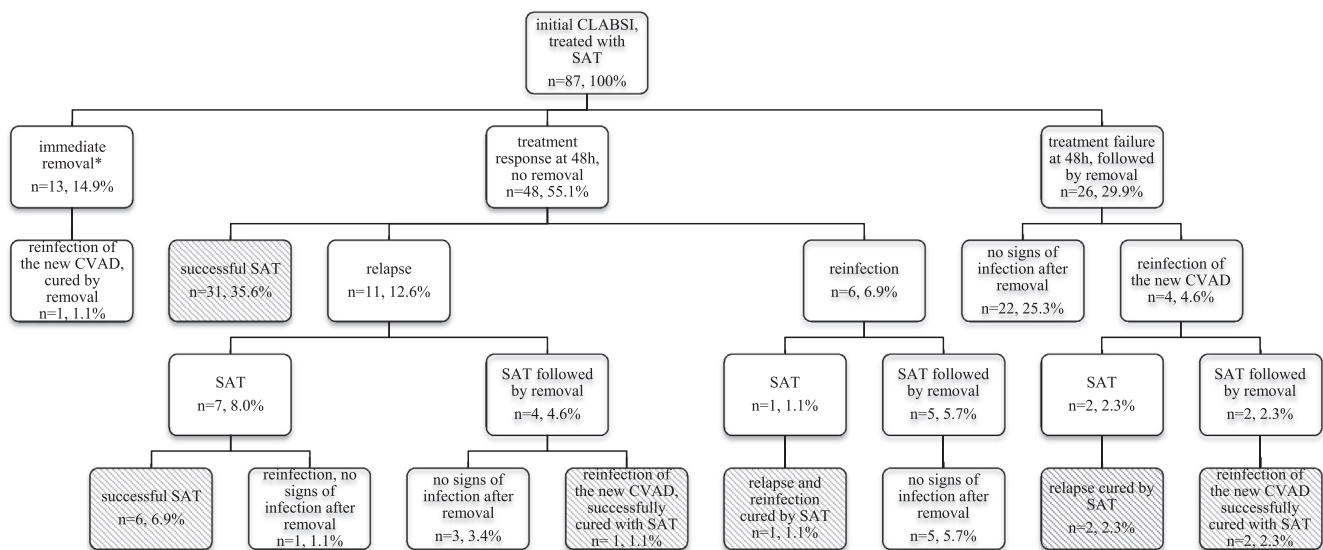 initial CLABSI,
treated with
SAT
n=87, 100%
immediate
removal*
n=13, 14.9%
treatment
response at 48h,
no removal
n=48, 55.1%
treatment failure
at 48h, followed
by removal
n=26, 29.9%
reinfection of
the new CVAD,
cured by
removal
n=1, 1.1%
successful SAT
n=31, 35.6%
relapse
n=11, 12.6%
reinfection
n=6, 6.9%
no signs of
infection after
removal
n=22, 25.3%
reinfection of
the new CVAD
n=4, 4.6%
SAT
n=7, 8.0%
SAT followed
by removal
n=4, 4.6%
SAT
n=1, 1.1%
SAT followed
by removal
n=5, 5.7%
SAT
n=2, 2.3%
SAT followed
by removal
n=2, 2.3%
successful SAT
n=6, 6.9%
reinfection, no
signs of
infection after
removal
n=1, 1.1%
no signs of
infection after
removal
n=3, 3.4%
reinfection of
the new CVAD,
successfully
cured with SAT
n= 1, 1.1%
relapse and
reinfection
cured by SAT
n=1, 1.1%
no signs of
infection after
removal
n=5, 5.7%
relapse cured by
SAT
n=2, 2.3%
reinfection of
the new CVAD
successfully
cured with SAT
n=2, 2.3%